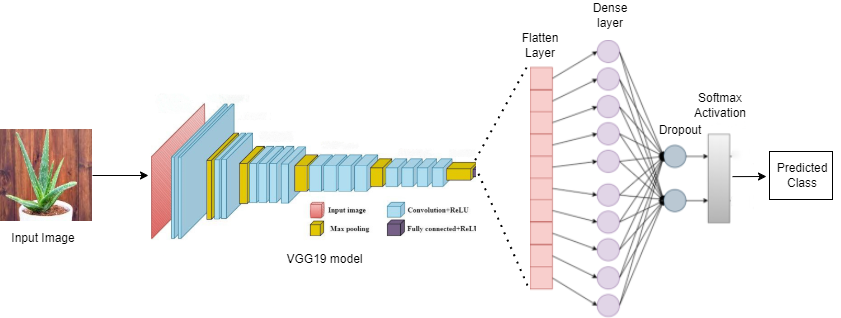 Dense
layer
Flatten
Layer
Softmax
Activation
Dropout
Predicted
Class
Input image
Convolution+ReLU
Max pooling
Fully connected+ReLU
Input Image
VGG19 model